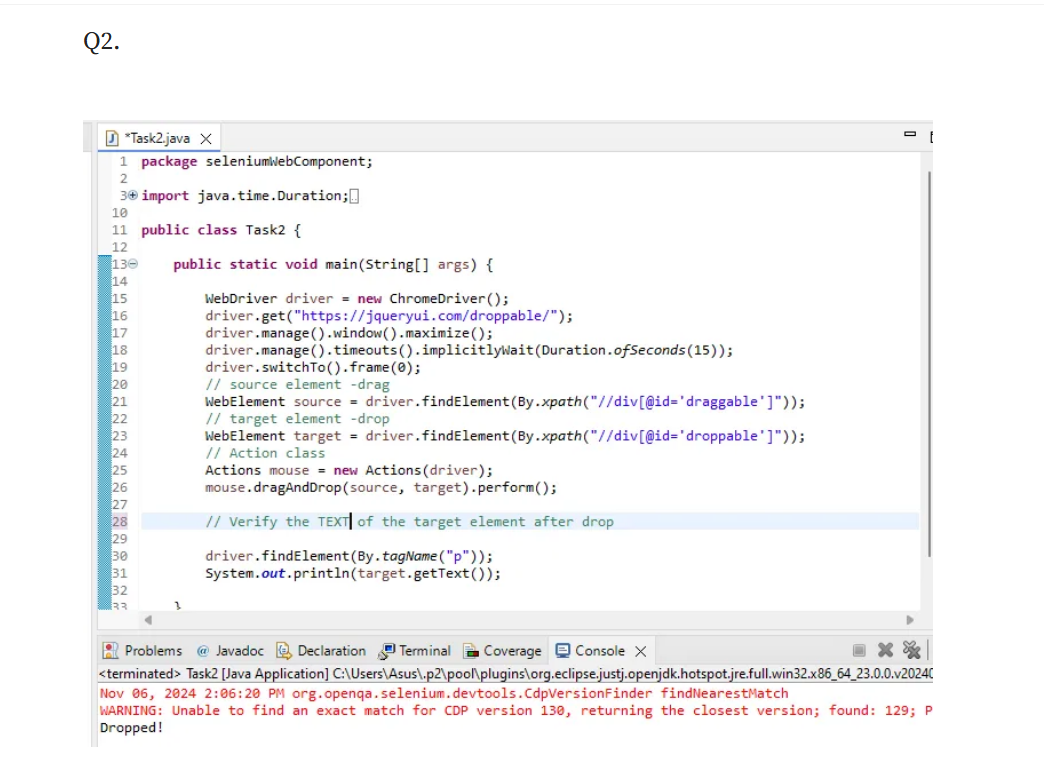 Q2.
*Task2.java
1 package seleniumWebComponent;
2
3 import java.time.Duration;
10
11 public class Task2 {
12
13 public static void main(String[] args) {
14
15 WebDriver driver = new ChromeDriver();
16 driver.get("https://jqueryui.com/droppable/");
17 driver.manage().window().maximize();
18 driver.manage().timeouts().implicitlyWait(Duration.ofSeconds(15));
19 driver.switchTo().frame(0);
20 // source element -drag
21 WebElement source = driver.findElement(By.xpath("//div[@id='draggable']"));
22 // target element -drop
23 WebElement target = driver.findElement(By.xpath("//div[@id='droppable']"));
24 // Action class
25 Actions mouse = new Actions(driver);
26 mouse.dragAndDrop(source, target).perform();
27
28 // Verify the TEXT of the target element after drop
29
30 driver.findElement(By.tagName("p"));
31 System.out.println(target.getText());
32
33 }
Problems @ Javadoc Declaration Terminal Coverage Console
<terminated> Task2 [Java Application] C:\Users\Asus\.p2\pool\plugins\org.eclipse.justj.openjdk.hotspot.jre.full.win32.x86_64_23.0.0.v20240
Nov 06, 2024 2:06:20 PM org.openqa.selenium.devtools.CdpVersionFinder findNearestMatch
WARNING: Unable to find an exact match for CDP version 130, returning the closest version; found: 129; P
Dropped!